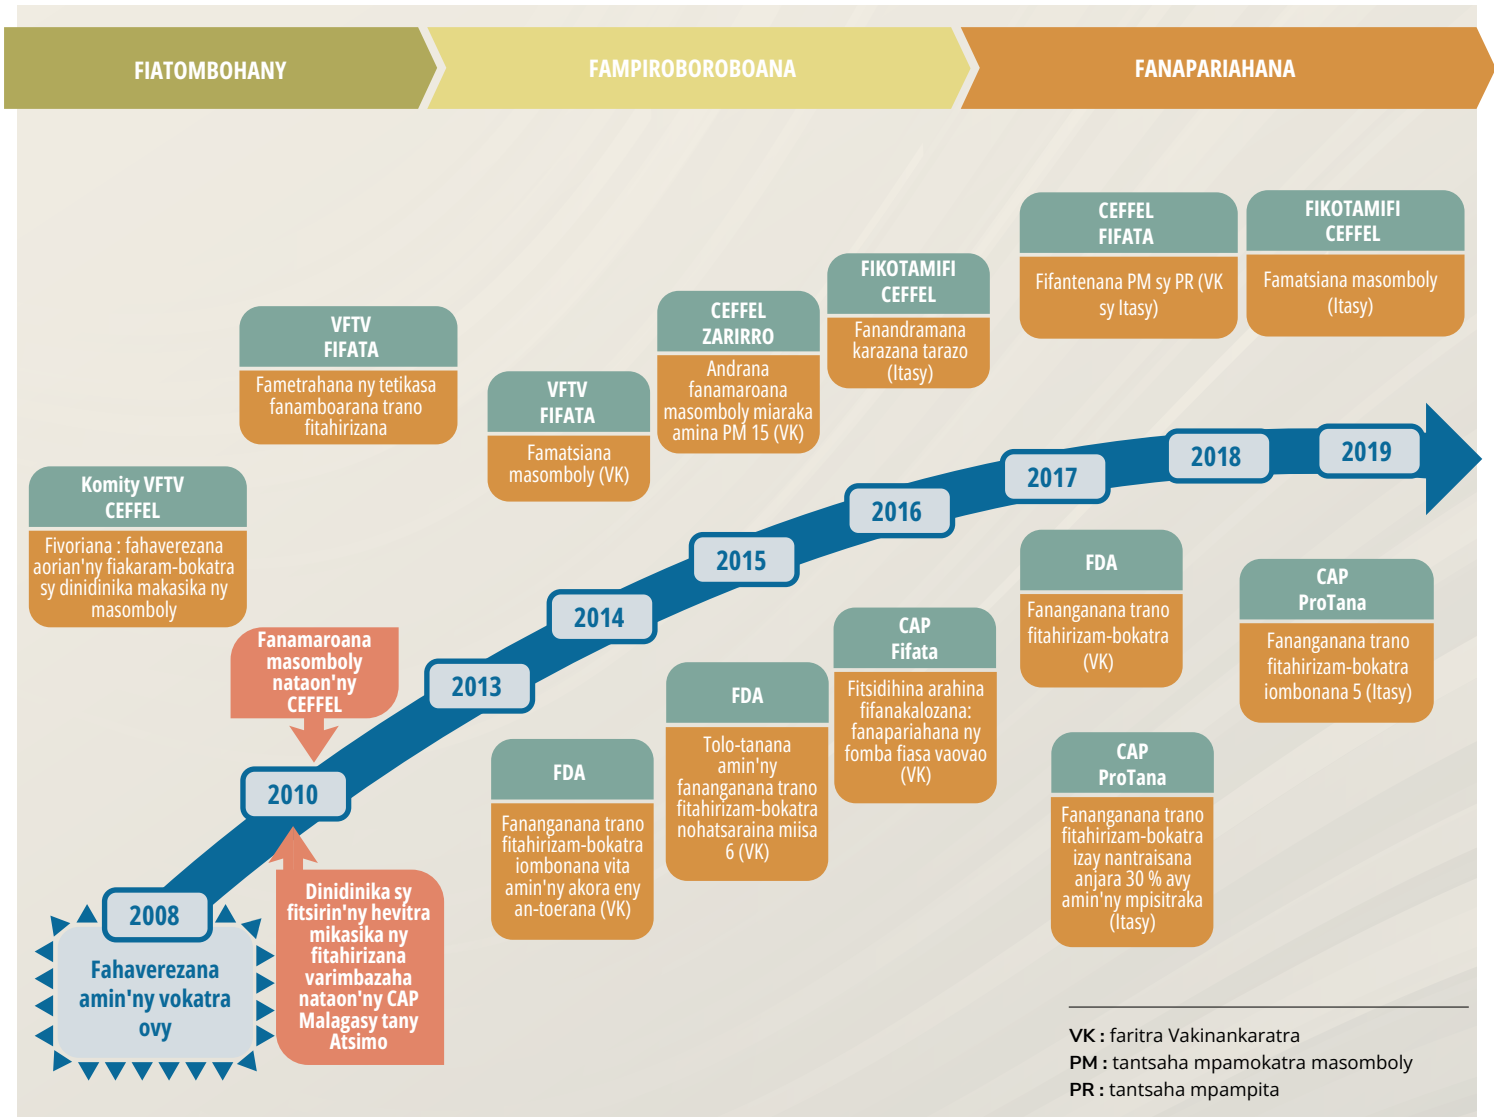 FIATOMBOHANY
FAMPIROBOROBOANA
FANAPARIAHANA
Komity VFTV
CEFFEL
Fivoriana : fahaverezana
aorian'ny fiakaram-bokatra
sy dinidinika makasika ny
masomboly
VFTV
FIFATA
Fametrahana ny tetikasa
fanamboarana trano
fitahirizana
VFTV
FIFATA
Famatsiana
masomboly (VK)
CEFFEL
ZARIRRO
Andrana
fanamaroana
masomboly miaraka
amina PM 15 (VK)
FIKOTAMIFI
CEFFEL
Fanandramana
karazana tarazo
(Itasy)
CEFFEL
FIFATA
Fifantenana PM sy PR (VK
sy Itasy)
FIKOTAMIFI
CEFFEL
Famatsiana masomboly
(Itasy)
2008
2010
2013
2014
2015
2016
2017
2018
2019
Fanamaroana
masomboly
nataon'ny
CEFFEL
Fahaverezana
amin'ny vokatra
ovy
Dinidinika sy
fitsirin'ny hevitra
mikasika ny
fitahirizana
varimbazaha
nataon'ny CAP
Malagasy tany
Atsimo
FDA
Fananganana trano
fitahirizam-bokatra
iombonana vita
amin'ny akora eny
an-toerana (VK)
FDA
Tolo-tanana
amin'ny
fananganana trano
fitahirizam-bokatra
nohatsaraina miisa
6 (VK)
CAP
Fifata
Fitsidihina arahina
fifanakalozana:
fanapariahana ny
fomba fiasa vaovao
(VK)
FDA
Fananganana trano
fitahirizam-bokatra
(VK)
CAP
ProTana
Fananganana trano
fitahirizam-bokatra
izay nantraisana
anjara 30 % avy
amin'ny mpisitraka
(Itasy)
CAP
ProTana
Fananganana trano
fitahirizam-bokatra
iombonana 5 (Itasy)
VK : faritra Vakinankaratra
PM : tantsaha mpamokatra masomboly
PR : tantsaha mpampita